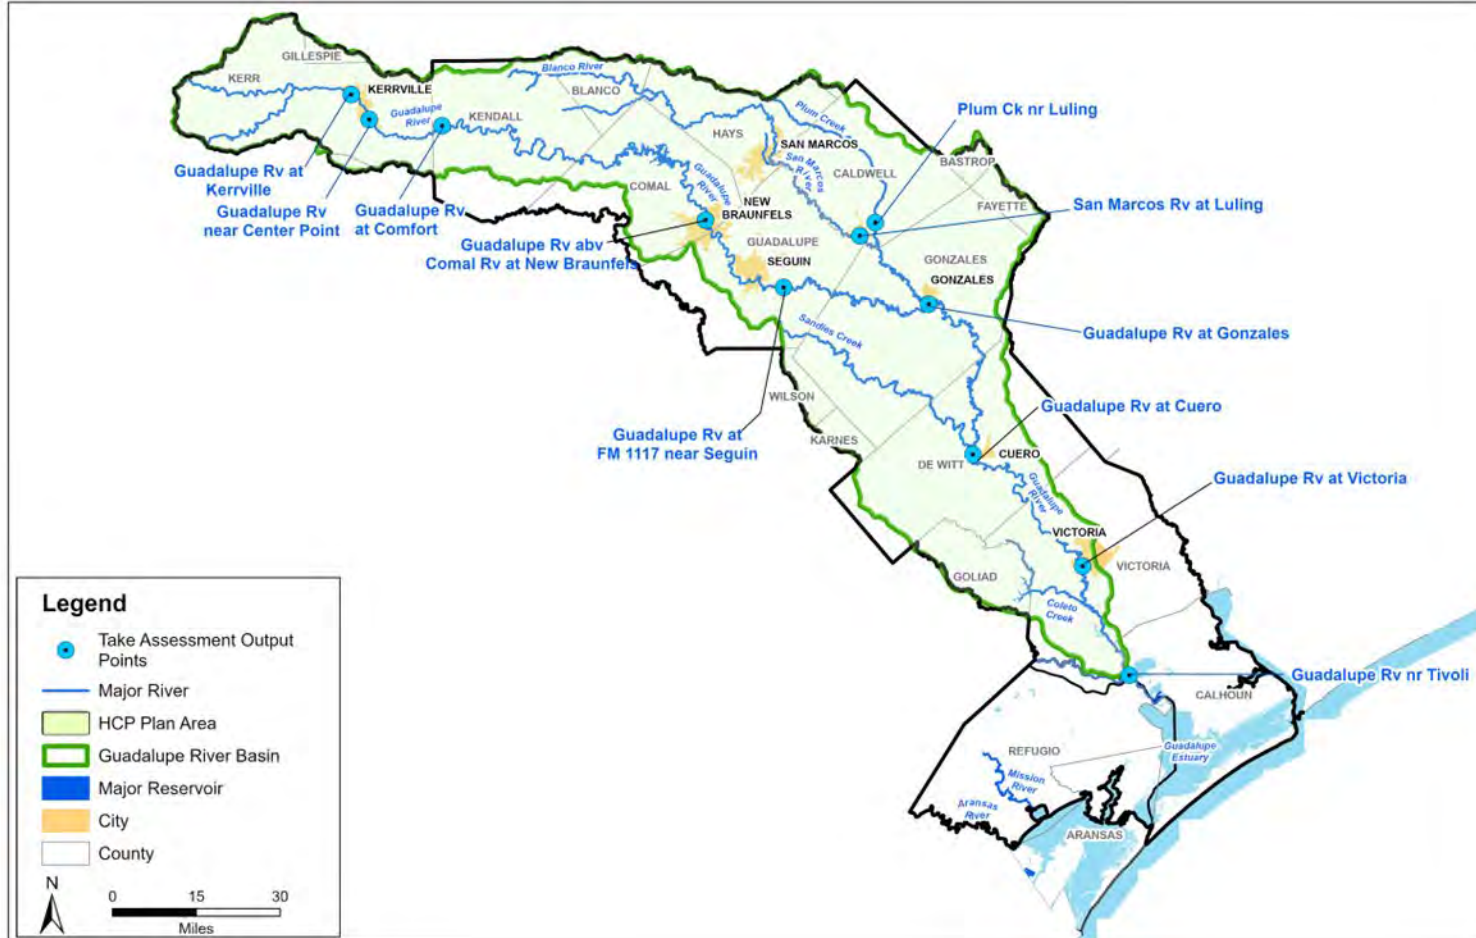 GILLESPIE
KERR
KERRVILLE
Guadalupe
River
KENDALL
Blanco River
BLANCO
HAYS
Plum Creek
SAN MARCOS
San Marcos
River
CALDWELL
BASTROP
FAYETTE
Plum Ck nr Luling
San Marcos Rv at Luling
Guadalupe Rv at
Kerrville
Guadalupe Rv
near Center Point
Guadalupe Rv
at Comfort
COMAL
Guadalupe
River
NEW
BRAUNFELS
Guadalupe Rv abv
Comal Rv at New Braunfels
GUADALUPE
SEGUIN
GONZALES
GONZALES
Guadalupe Rv at Gonzales
Sandies Creek
WILSON
Guadalupe Rv at
FM 1117 near Seguin
KARNES
Guadalupe Rv at Cuero
DE WITT
CUERO
Guadalupe
River
Guadalupe Rv at Victoria
VICTORIA
VICTORIA
GOLIAD
Coleto
Creek
Guadalupe Rv nr Tivoli
CALHOUN
REFUGIO
Guadalupe
Estuary
Mission
River
Aransas
River
ARANSAS
Legend
Take Assessment Output
Points
Major River
HCP Plan Area
Guadalupe River Basin
Major Reservoir
City
County
N
0 15 30
Miles